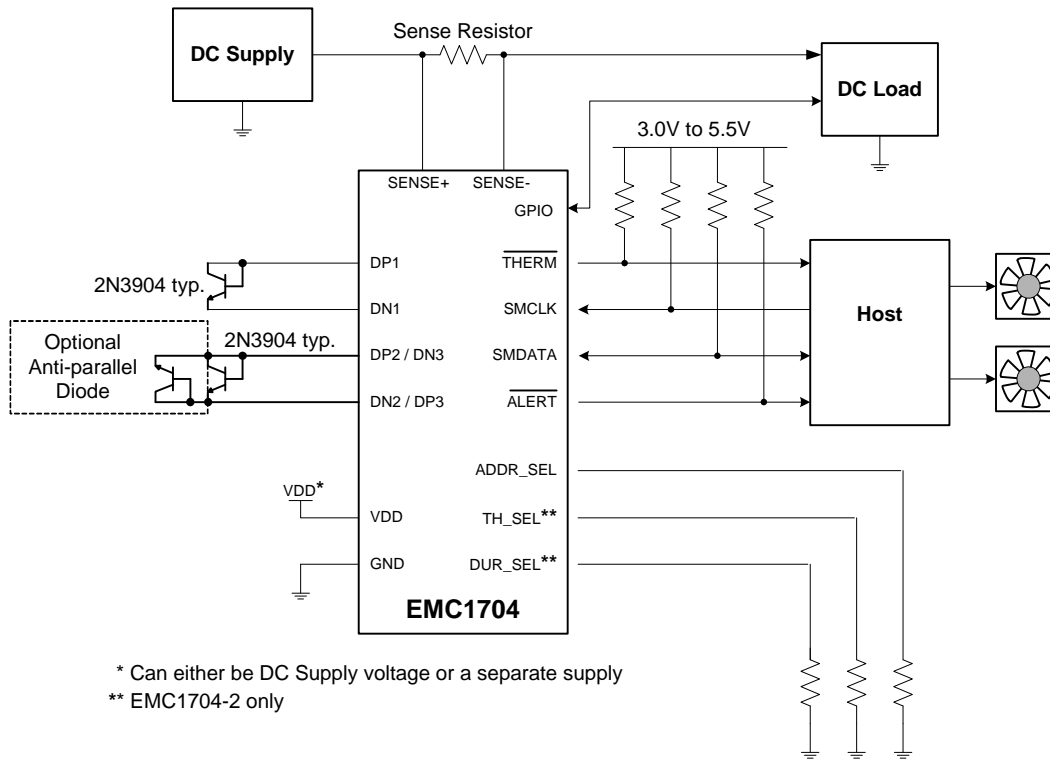 Sense Resistor
DC Supply
DC Load
3.0V to 5.5V
SENSE+ SENSE-
GPIO
DP1
THERM
2N3904 typ.
DN1
SMCLK
Host
Optional
Anti-parallel
Diode
2N3904 typ.
DP2 / DN3
SMDATA
DN2 / DP3
ALERT
ADDR_SEL
VDD*
VDD
TH_SEL**
GND
DUR_SEL**
EMC1704
* Can either be DC Supply voltage or a separate supply
** EMC1704-2 only